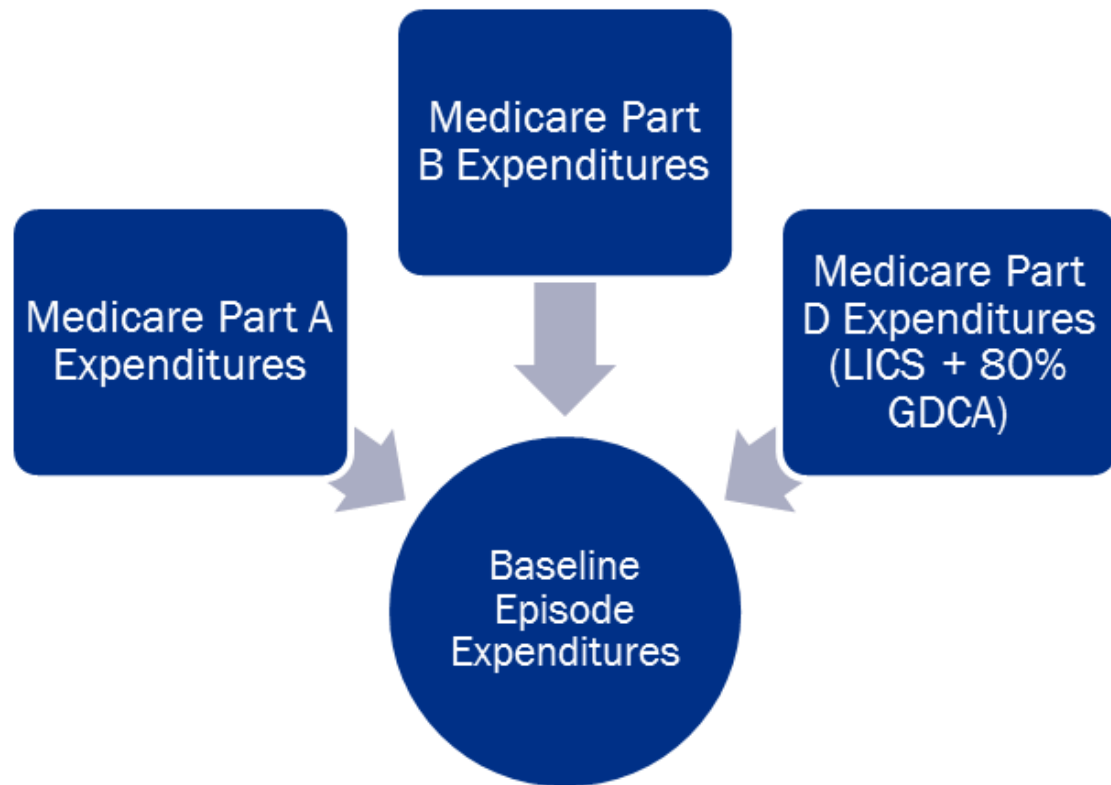 Medicare Part
B Expenditures
Medicare Part A
Expenditures
Medicare Part
D Expenditures
(LICS + 80%
GDCA)
Baseline
Episode
Expenditures